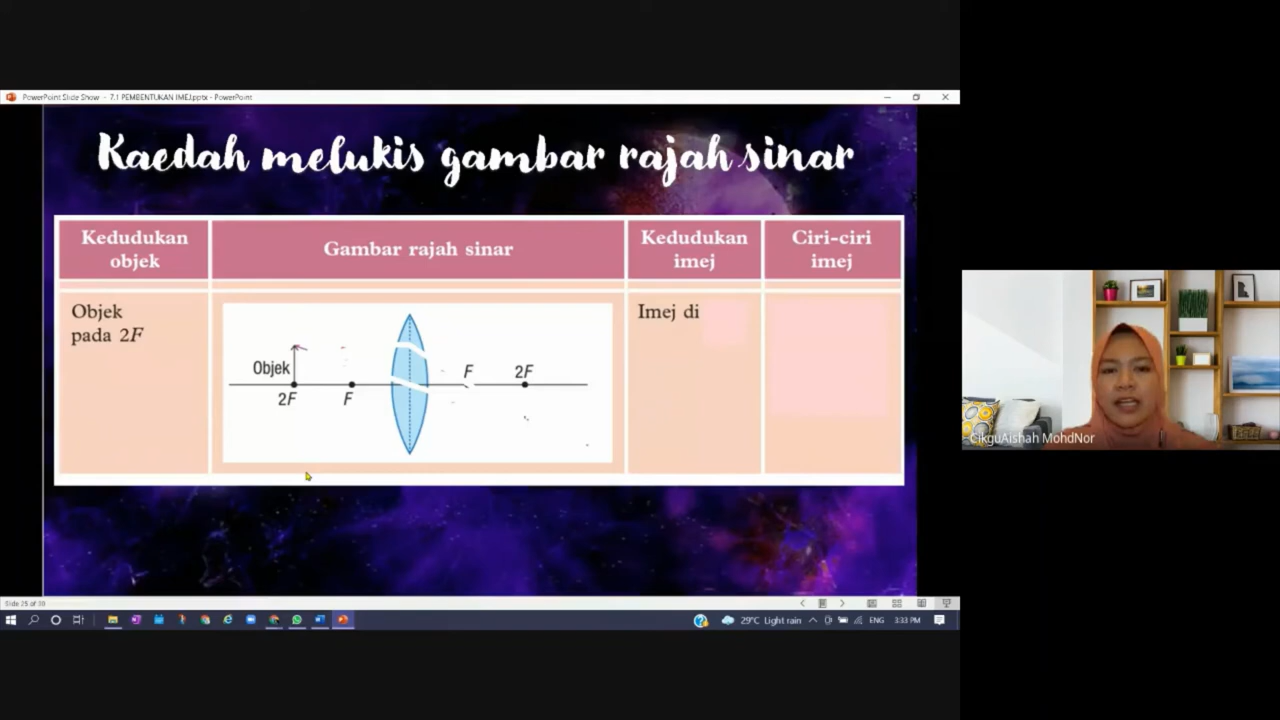 PowerPoint Slide Show - 7.1 PEMBENTUKAN IMEJ.pptx - PowerPoint
Kaedah melukis gambar rajah sinar
Kedudukan
objek
Gambar rajah sinar
Kedudukan
imej
Ciri-ciri
imej
Objek
pada 2F
Objek
2F
F
F
2F
Imej di
CikguAishah MohdNor
29°C Light rain
ENG
3:33 PM